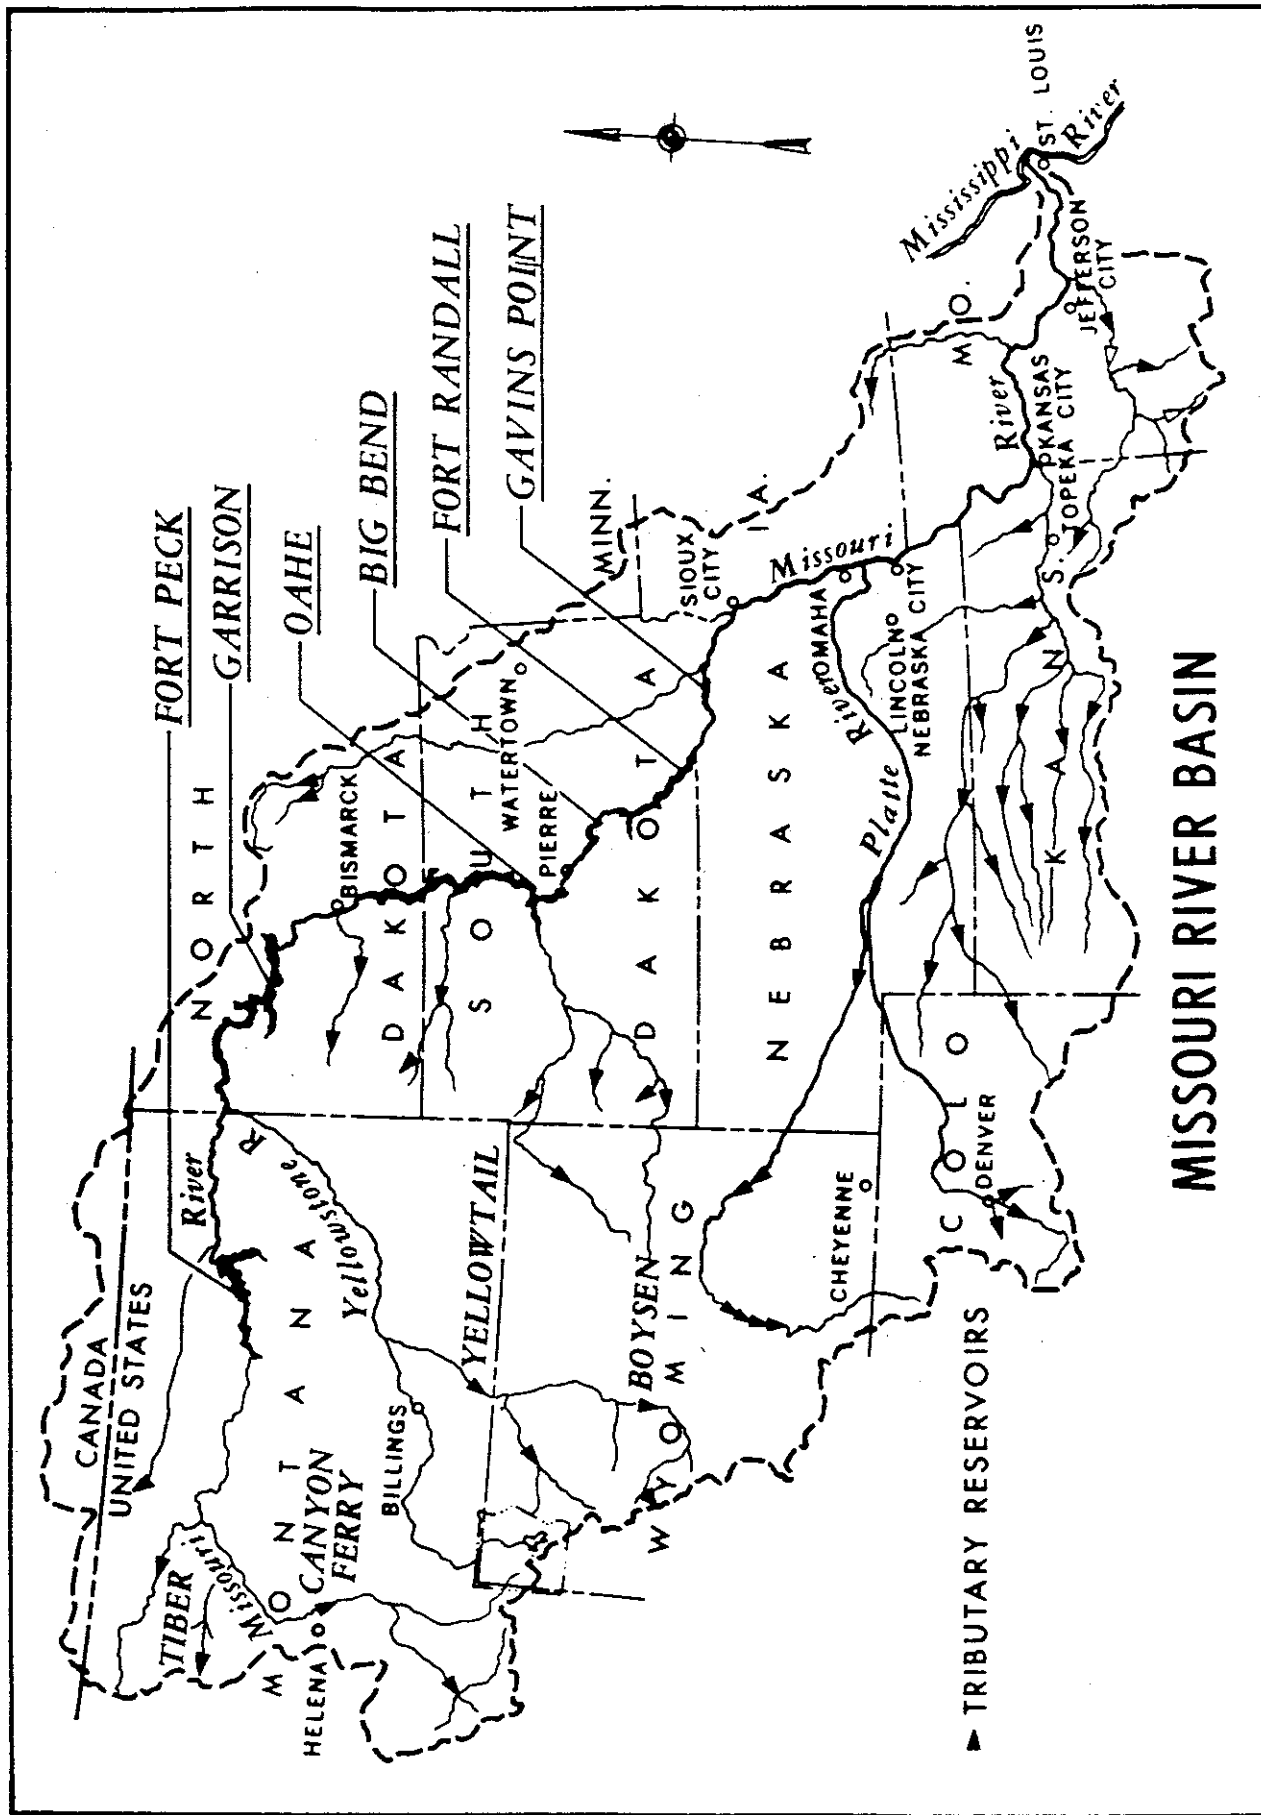 CANADA
UNITED STATES
FORT PECK
GARRISON
OAHE
BIG BEND
FORT RANDALL
GAVINS POINT
TIBER
Missouri
River
R
HELENA
CANYON
FERRY
MONTANA
BILLINGS
Yellowstone
YELLOWTAIL
BOYSEN
WYOMING
CHEYENNE
NORTH
DAKOTA
BISMARCK
SOUTH
DAKOTA
WATERTOWN
PIERRE
MINN.
SIOUX
CITY
IA.
NEBRASKA
Missouri
River
OMAHA
Platte
River
LINCOLN
NEBRASKA CITY
COLO
DENVER
KANS.
TOPEKA
KANSAS
CITY
MO.
JEFFERSON
CITY
Mississippi
River
ST. LOUIS
TRIBUTARY RESERVOIRS
MISSOURI RIVER BASIN